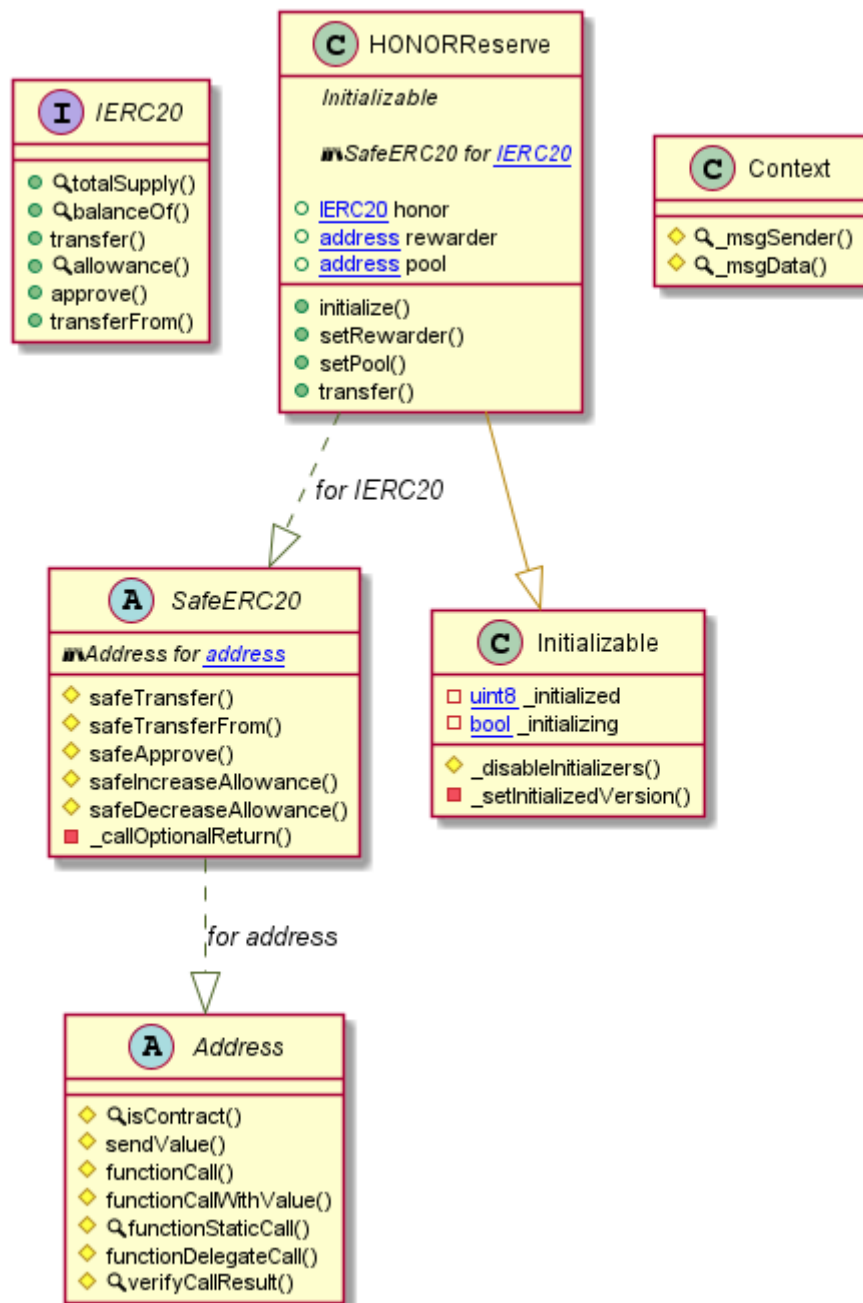 I IERC20
totalSupply()
balanceOf()
transfer()
allowance()
approve()
transferFrom()
C HONORReserve
Initializable
SafeERC20 for IERC20
IERC20 honor
address rewarder
address pool
initialize()
setRewarder()
setPool()
transfer()
C Context
_msgSender()
_msgData()
for IERC20
A SafeERC20
Address for address
safeTransfer()
safeTransferFrom()
safeApprove()
safeIncreaseAllowance()
safeDecreaseAllowance()
_callOptionalReturn()
C Initializable
uint8 _initialized
bool _initializing
_disableInitializers()
_setInitializedVersion()
for address
A Address
isContract()
sendValue()
functionCall()
functionCallWithValue()
functionStaticCall()
functionDelegateCall()
verifyCallResult()